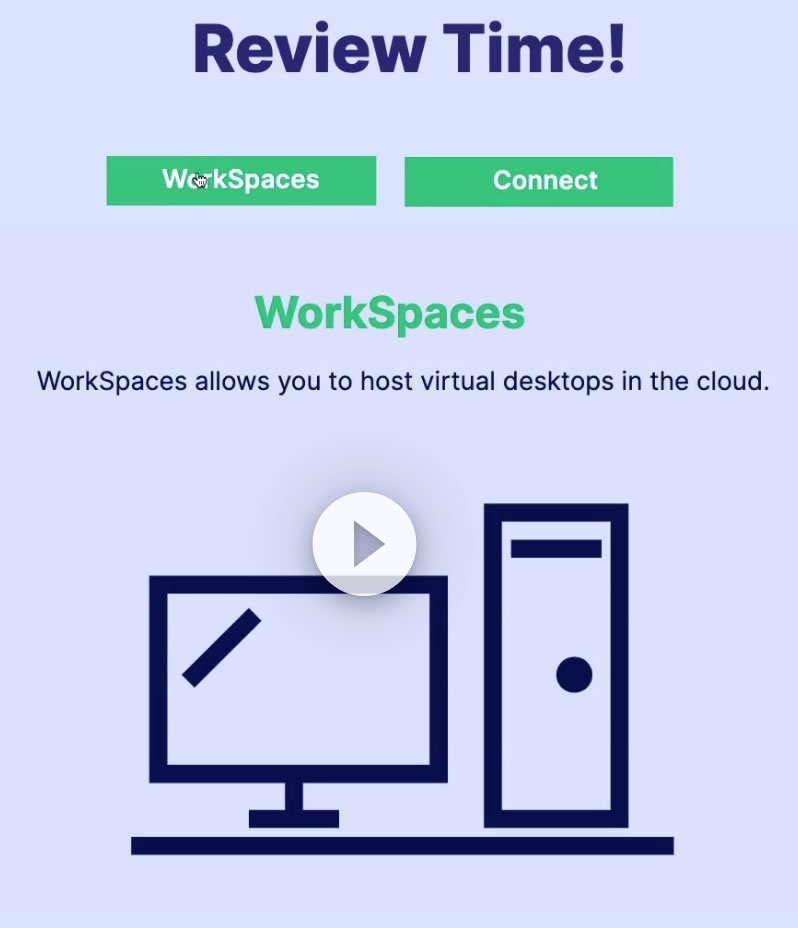 Review Time!
WorkSpaces Connect
WorkSpaces
WorkSpaces allows you to host virtual desktops in the cloud.